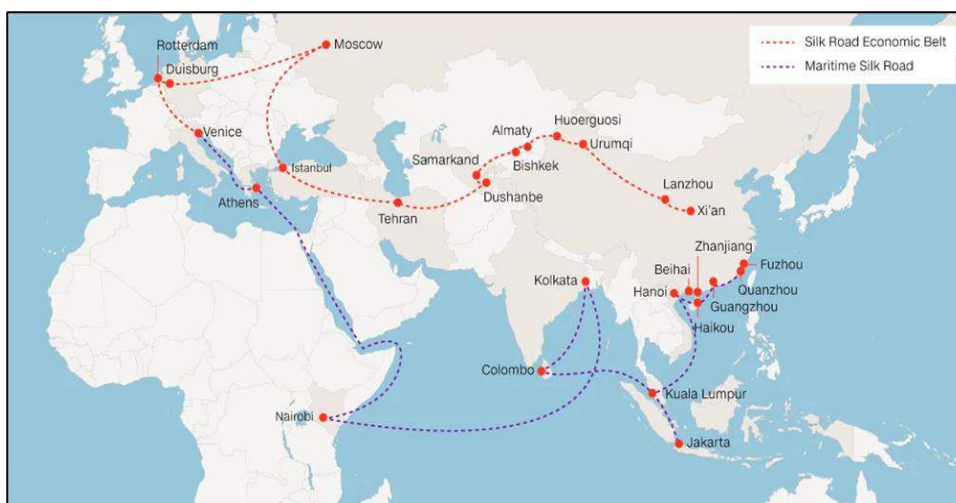 Rotterdam
Moscow
Silk Road Economic Belt
Duisburg
Maritime Silk Road
Venice
Huoerguosi
Almaty
Urumqi
Istanbul
Samarkand
Bishkek
Athens
Dushanbe
Lanzhou
Tehran
Xi'an
Zhanjiang
Beihai
Fuzhou
Kolkata
Quanzhou
Hanoi
Guangzhou
Haikou
Colombo
Kuala Lumpur
Nairobi
Jakarta